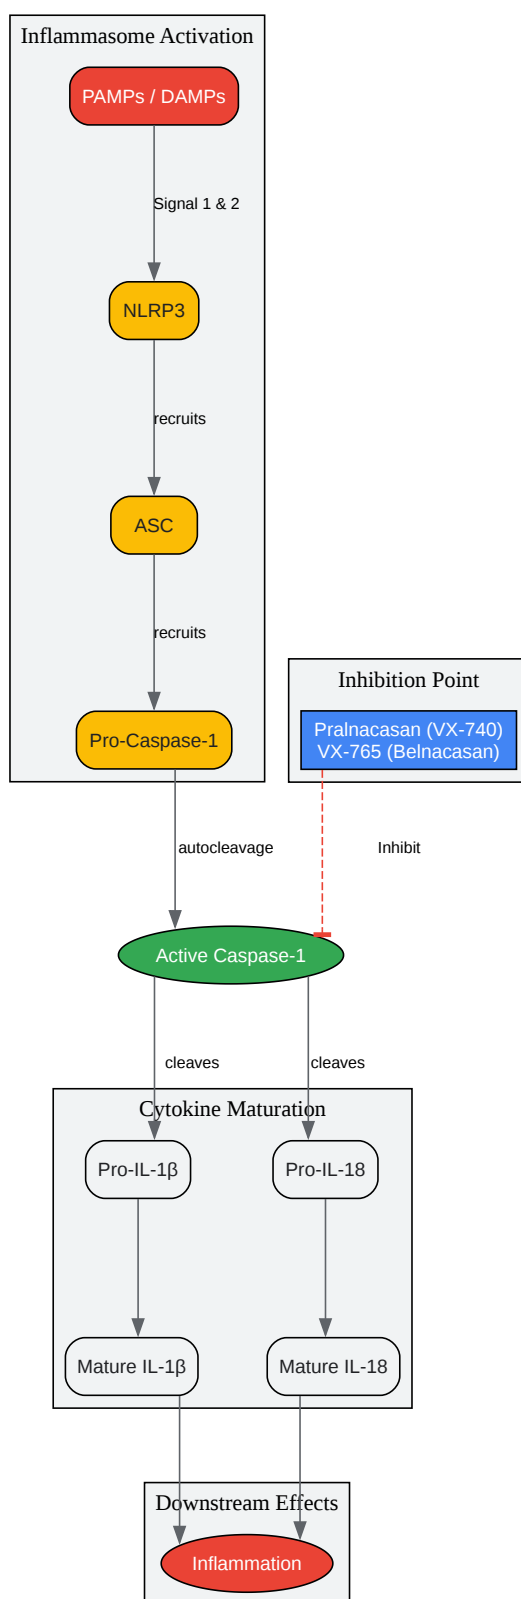 Inflammasome Activation
PAMPs / DAMPs
Signal 1 & 2
NLRP3
recruits
ASC
recruits
Inhibition Point
Pro-Caspase-1
Pralnacasan (VX-740)
VX-765 (Belnacasan)
autocleavage
Inhibit
Active Caspase-1
cleaves
cleaves
Cytokine Maturation
Pro-IL-1β
Pro-IL-18
Mature IL-1β
Mature IL-18
Downstream Effects
Inflammation